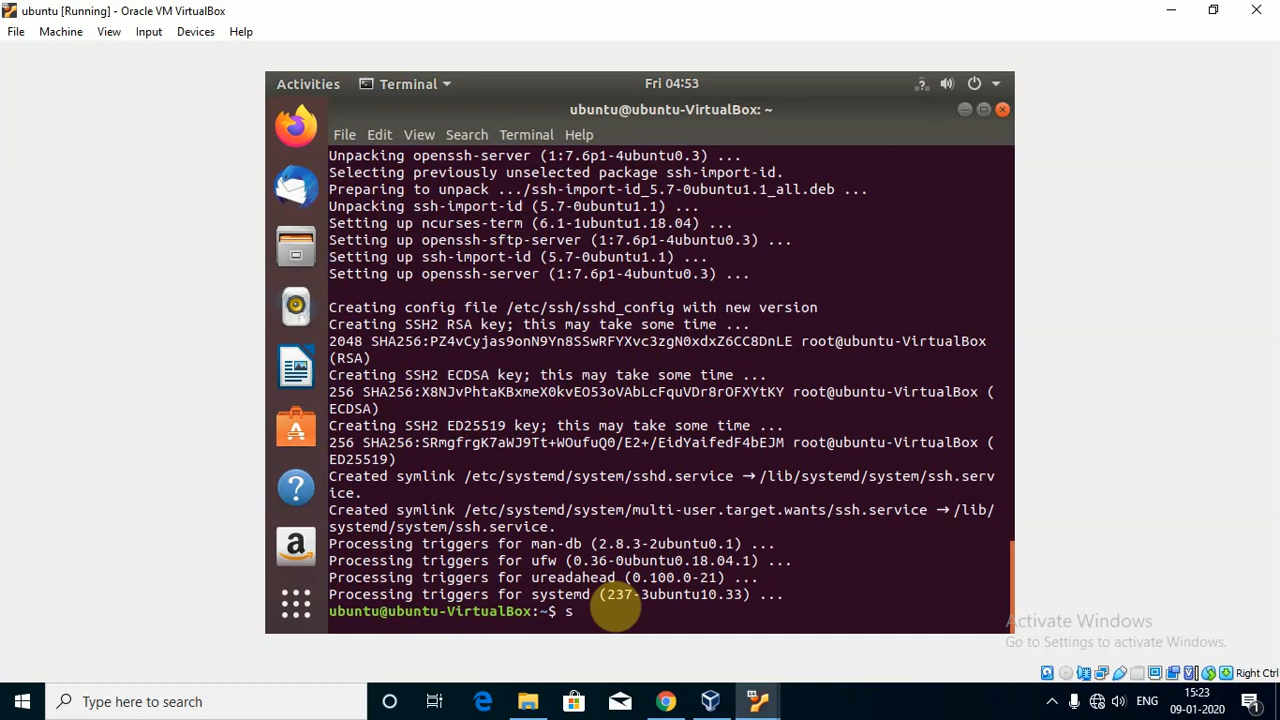 ubuntu [Running] - Oracle VM VirtualBox
File Machine View Input Devices Help
Activities Terminal Fri 04:53
ubuntu@ubuntu-VirtualBox: ~
File Edit View Search Terminal Help
Unpacking openssh-server (1:7.6p1-4ubuntu0.3) ...
Selecting previously unselected package ssh-import-id.
Preparing to unpack .../ssh-import-id_5.7-0ubuntu1.1_all.deb ...
Unpacking ssh-import-id (5.7-0ubuntu1.1) ...
Setting up ncurses-term (6.1-1ubuntu1.18.04) ...
Setting up openssh-sftp-server (1:7.6p1-4ubuntu0.3) ...
Setting up ssh-import-id (5.7-0ubuntu1.1) ...
Setting up openssh-server (1:7.6p1-4ubuntu0.3) ...
Creating config file /etc/ssh/sshd_config with new version
Creating SSH2 RSA key; this may take some time ...
2048 SHA256:PZ4vCyjas9onN9Yn8SSwRFYXvc3zgN0xdxZ6CC8DnLE root@ubuntu-VirtualBox
(RSA)
Creating SSH2 ECDSA key; this may take some time ...
256 SHA256:X8NJvPhtaKBxmeX0kvEO53oVAbLcFquVDr8rOFXYtKY root@ubuntu-VirtualBox (
ECDSA)
Creating SSH2 ED25519 key; this may take some time ...
256 SHA256:SRmgfrgK7aWJ9Tt+WOufuQ0/E2+/EidYaifedF4bEJM root@ubuntu-VirtualBox (
ED25519)
Created symlink /etc/systemd/system/sshd.service → /lib/systemd/system/ssh.serv
ice.
Created symlink /etc/systemd/system/multi-user.target.wants/ssh.service → /lib/
systemd/system/ssh.service.
Processing triggers for man-db (2.8.3-2ubuntu0.1) ...
Processing triggers for ufw (0.36-0ubuntu0.18.04.1) ...
Processing triggers for ureadahead (0.100.0-21) ...
Processing triggers for systemd (237-3ubuntu10.33) ...
ubuntu@ubuntu-VirtualBox:~$ s
Activate Windows
Go to Settings to activate Windows.
Right Ctrl
Type here to search
ENG
15:23
09-01-2020